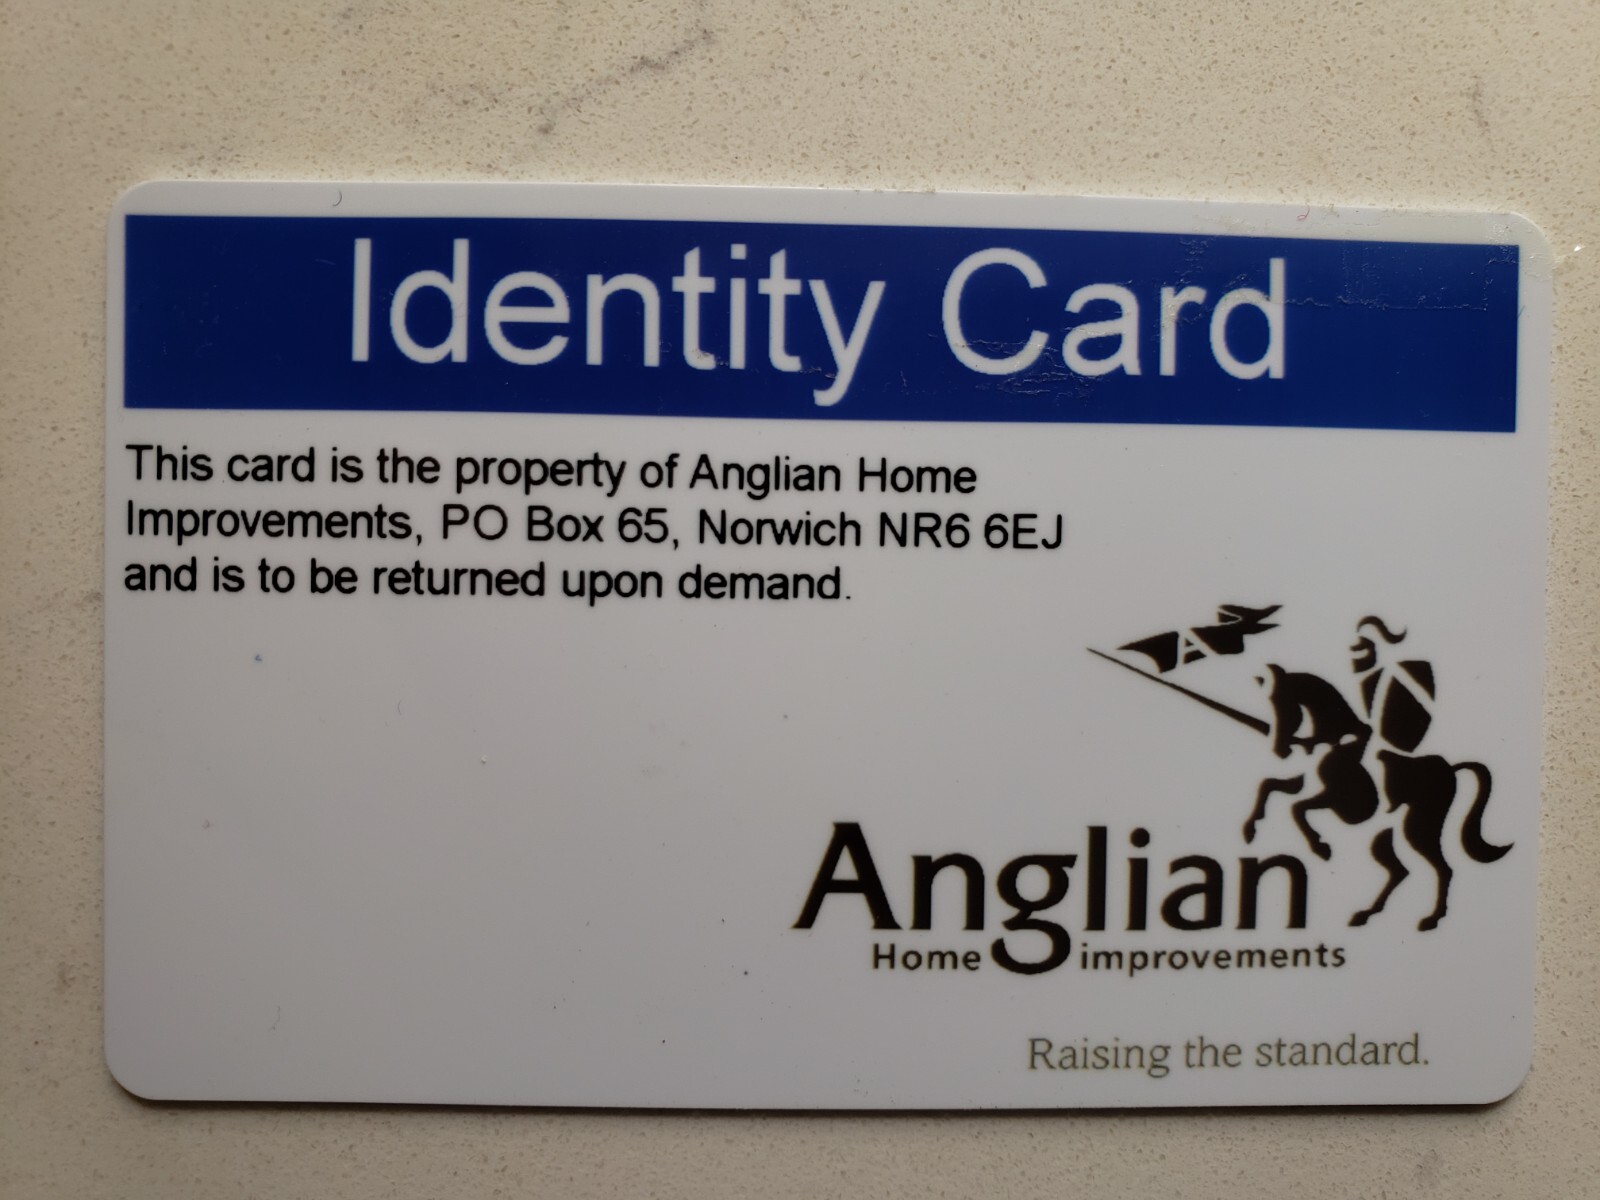 Identity Card
This card is the property of Anglian Home
Improvements, PO Box 65, Norwich NR6 6EJ
and is to be returned upon demand.
A
Anglian
Home improvements
Raising the standard.